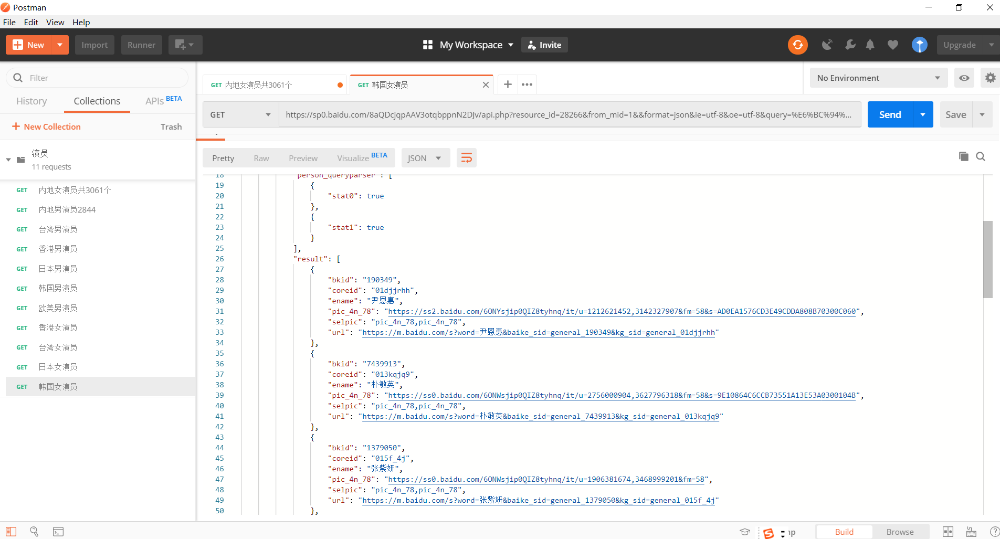 Postman
File Edit View Help
New Import Runner My Workspace Invite Upgrade
Filter
History Collections APIs BETA
New Collection Trash
演员
11 requests
GET 内地女演员共3061个
GET 内地男演员2844
GET 台湾男演员
GET 香港男演员
GET 日本男演员
GET 韩国男演员
GET 欧美男演员
GET 香港女演员
GET 台湾女演员
GET 日本女演员
GET 韩国女演员
GET 内地女演员共3061个 GET 韩国女演员
No Environment
GET https://sp0.baidu.com/8aQDcjqpAAV3otqbppnN2DJv/api.php?resource_id=28266&from_mid=1&&format=json&ie=utf-8&oe=utf-8&query=%E6%BC%94%... Send Save
Pretty Raw Preview Visualize BETA JSON
18 person_queryparser : [
19 {
20 "stat0": true
21 },
22 {
23 "stat1": true
24 }
25 ],
26 "result": [
27 {
28 "bkid": "190349",
29 "coreid": "01djjrhh",
30 "ename": "尹恩惠",
31 "pic_4n_78": "https://ss2.baidu.com/6ONYsjip0QIZ8tyhnq/it/u=1212621452,3142327907&fm=58&s=AD0EA1576CD3E49CDDA808B70300C060",
32 "selpic": "pic_4n_78,pic_4n_78",
33 "url": "https://m.baidu.com/s?word=尹恩惠&baike_sid=general_190349&kg_sid=general_01djjrhh"
34 },
35 {
36 "bkid": "7439913",
37 "coreid": "013kqjq9",
38 "ename": "朴敏英",
39 "pic_4n_78": "https://ss0.baidu.com/6ONWsjip0QIZ8tyhnq/it/u=2756000904,3627796318&fm=58&s=9E10864C6CCB73551A13E53A0300104B",
40 "selpic": "pic_4n_78,pic_4n_78",
41 "url": "https://m.baidu.com/s?word=朴敏英&baike_sid=general_7439913&kg_sid=general_013kqjq9"
42 },
43 {
44 "bkid": "1379050",
45 "coreid": "015f_4j",
46 "ename": "张紫妍",
47 "pic_4n_78": "https://ss0.baidu.com/6ONWsjip0QIZ8tyhnq/it/u=1906381674,3468999201&fm=58",
48 "selpic": "pic_4n_78,pic_4n_78",
49 "url": "https://m.baidu.com/s?word=张紫妍&baike_sid=general_1379050&kg_sid=general_015f_4j"
50 },
Build Browse